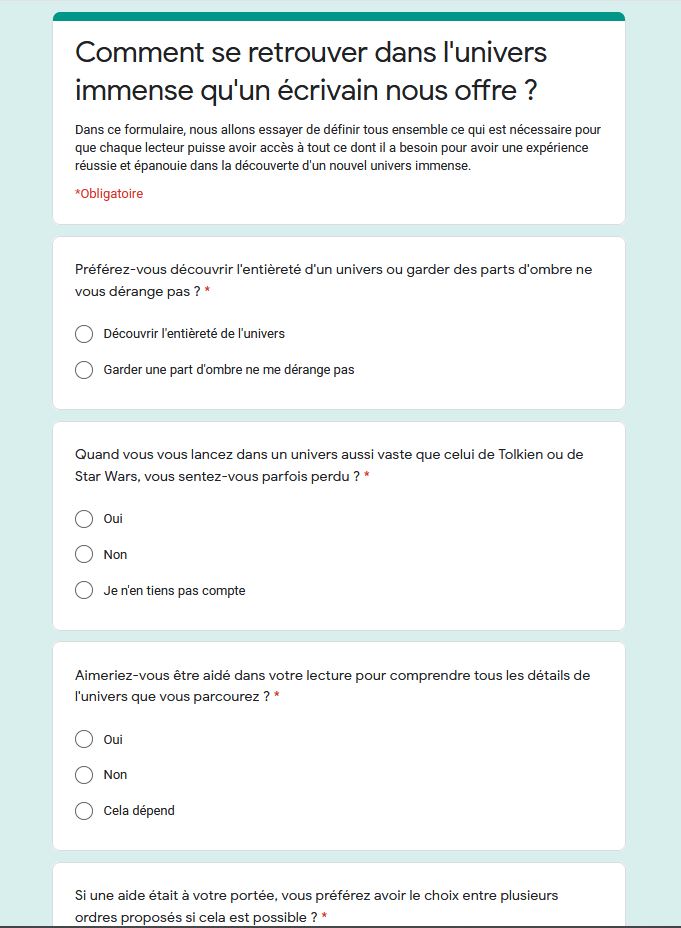 Comment se retrouver dans l'univers
immense qu'un écrivain nous offre ?
Dans ce formulaire, nous allons essayer de définir tous ensemble ce qui est nécessaire pour
que chaque lecteur puisse avoir accès à tout ce dont il a besoin pour avoir une expérience
réussie et épanouie dans la découverte d'un nouvel univers immense.
*Obligatoire
Préférez-vous découvrir l'entièreté d'un univers ou garder des parts d'ombre ne
vous dérange pas ? *
Découvrir l'entièreté de l'univers
Garder une part d'ombre ne me dérange pas
Quand vous vous lancez dans un univers aussi vaste que celui de Tolkien ou de
Star Wars, vous sentez-vous parfois perdu ? *
Oui
Non
Je n'en tiens pas compte
Aimeriez-vous être aidé dans votre lecture pour comprendre tous les détails de
l'univers que vous parcourez ? *
Oui
Non
Cela dépend
Si une aide était à votre portée, vous préférez avoir le choix entre plusieurs
ordres proposés si cela est possible ? *